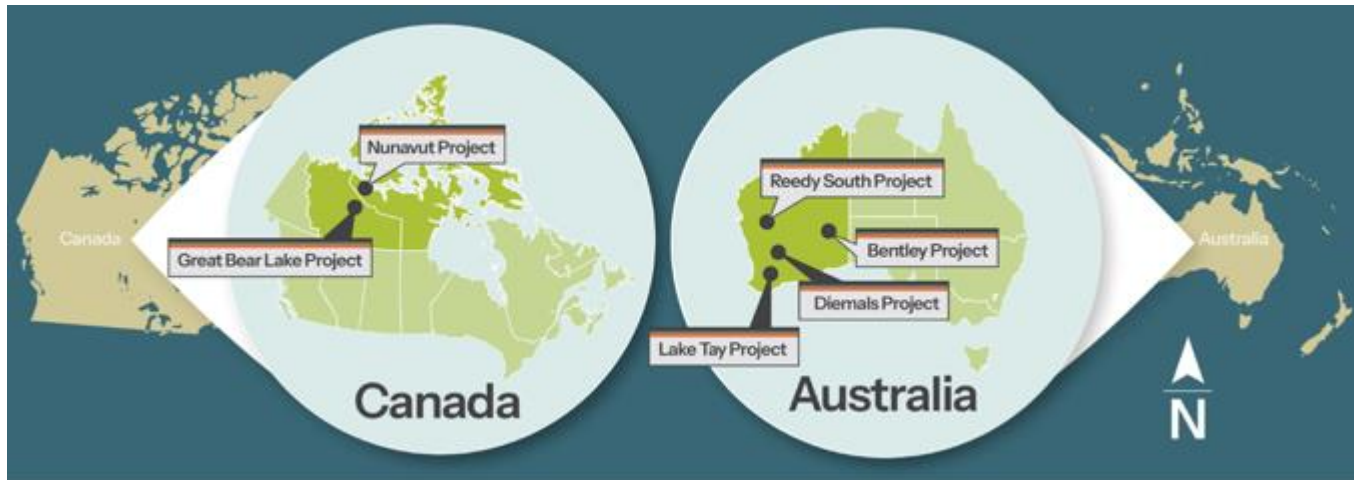 Canada
Nunavut Project
Great Bear Lake Project
Canada
Reedy South Project
Bentley Project
Diemals Project
Lake Tay Project
Australia
Australia
N